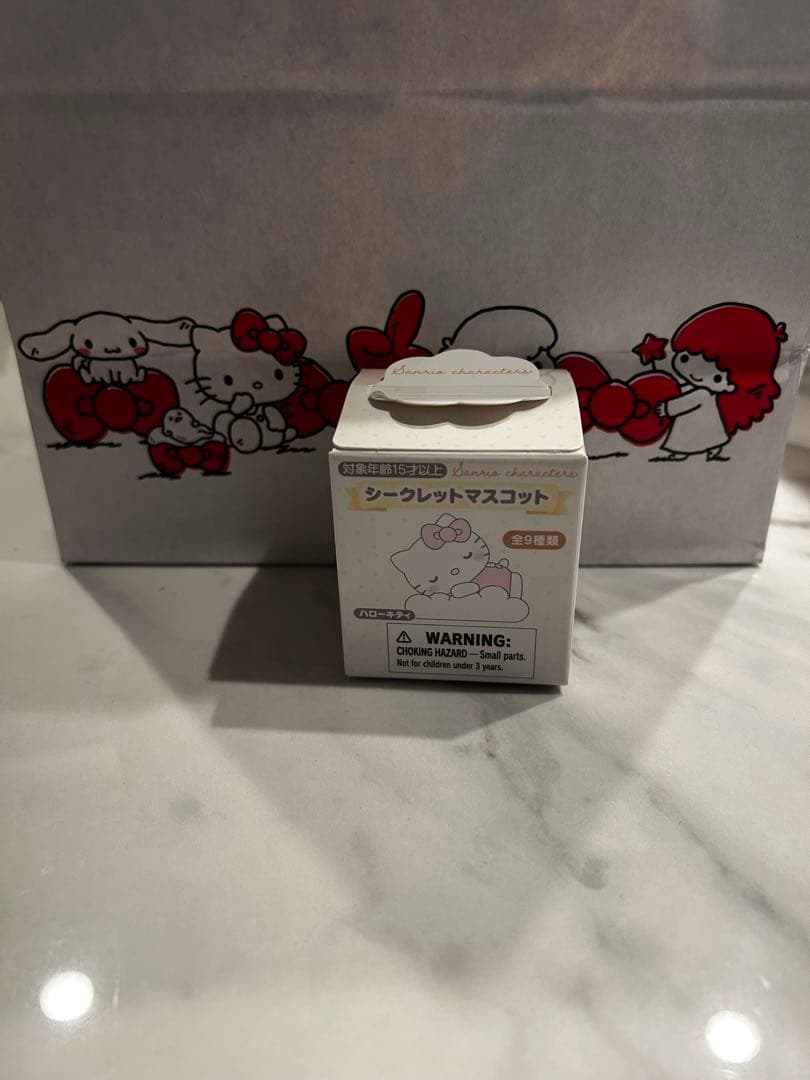 Sanrio characters
対象年齢15才以上 Sanrio characters
シークレットマスコット
全9種類
ハローキティ
⚠ WARNING:
CHOKING HAZARD — Small parts.
Not for children under 3 years.